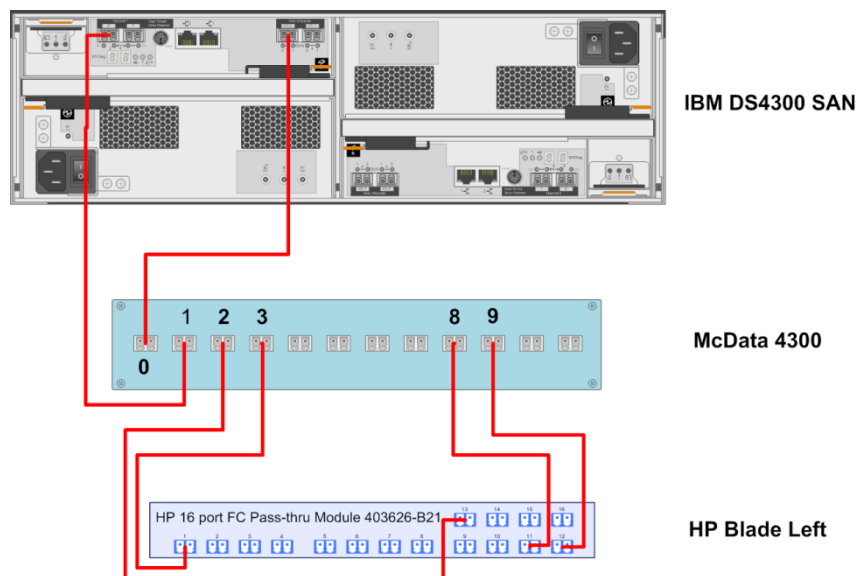 IBM DS4300 SAN
1 2 3 8 9
0
McData 4300
HP 16 port FC Pass-thru Module 403626-B21
13 14 15 16
1 2 3 4 5 6 7 8 9 10 11 12
HP Blade Left